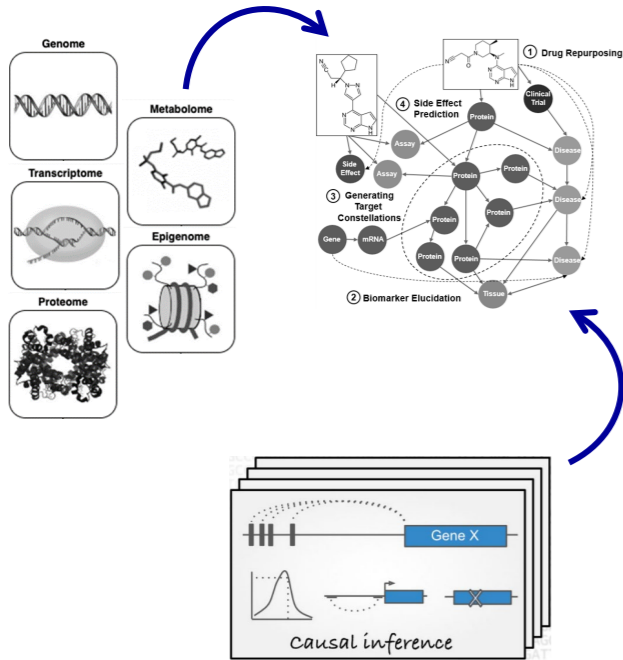 Genome
Metabolome
Transcriptome
Epigenome
Proteome
① Drug Repurposing
Clinical
Trial
④ Side Effect
Prediction
Protein
Assay
Disease
Side
Effect
Assay
Protein
Protein
Disease
③ Generating
Target
Constellations
Protein
Protein
Gene
mRNA
Protein
Protein
Disease
② Biomarker Elucidation
Tissue
N
H
N
N
N
N
NH
N
O
N
N
N
NH
Gene X
Causal inference